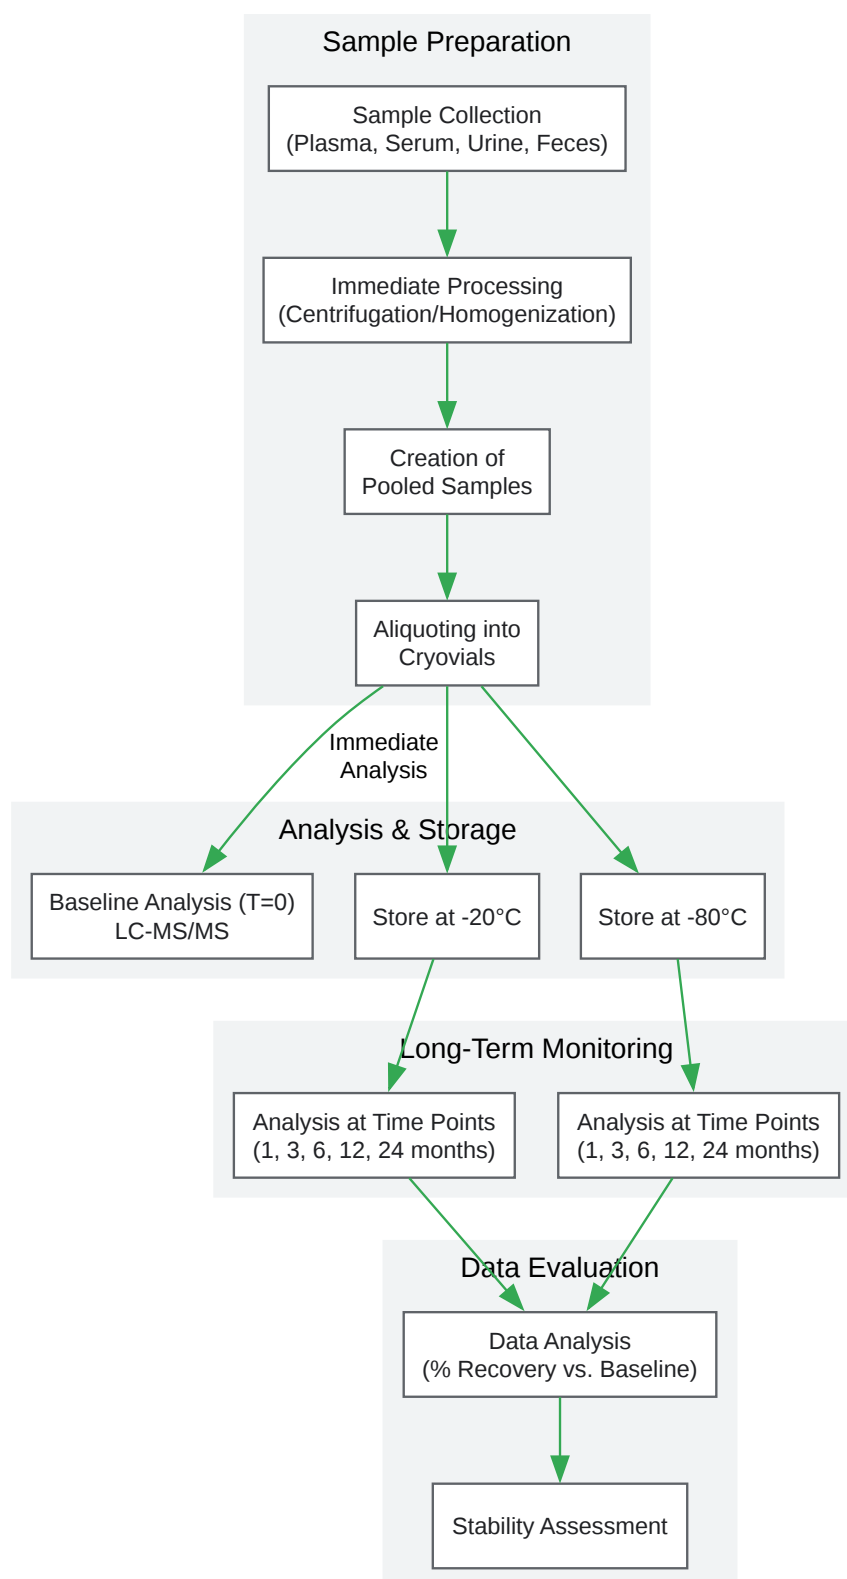 Sample Preparation
Sample Collection
(Plasma, Serum, Urine, Feces)
Immediate Processing
(Centrifugation/Homogenization)
Creation of
Pooled Samples
Aliquoting into
Cryovials
Immediate
Analysis
Analysis & Storage
Baseline Analysis (T=0)
LC-MS/MS
Store at -20°C
Store at -80°C
Long-Term Monitoring
Analysis at Time Points
(1, 3, 6, 12, 24 months)
Analysis at Time Points
(1, 3, 6, 12, 24 months)
Data Evaluation
Data Analysis
(% Recovery vs. Baseline)
Stability Assessment